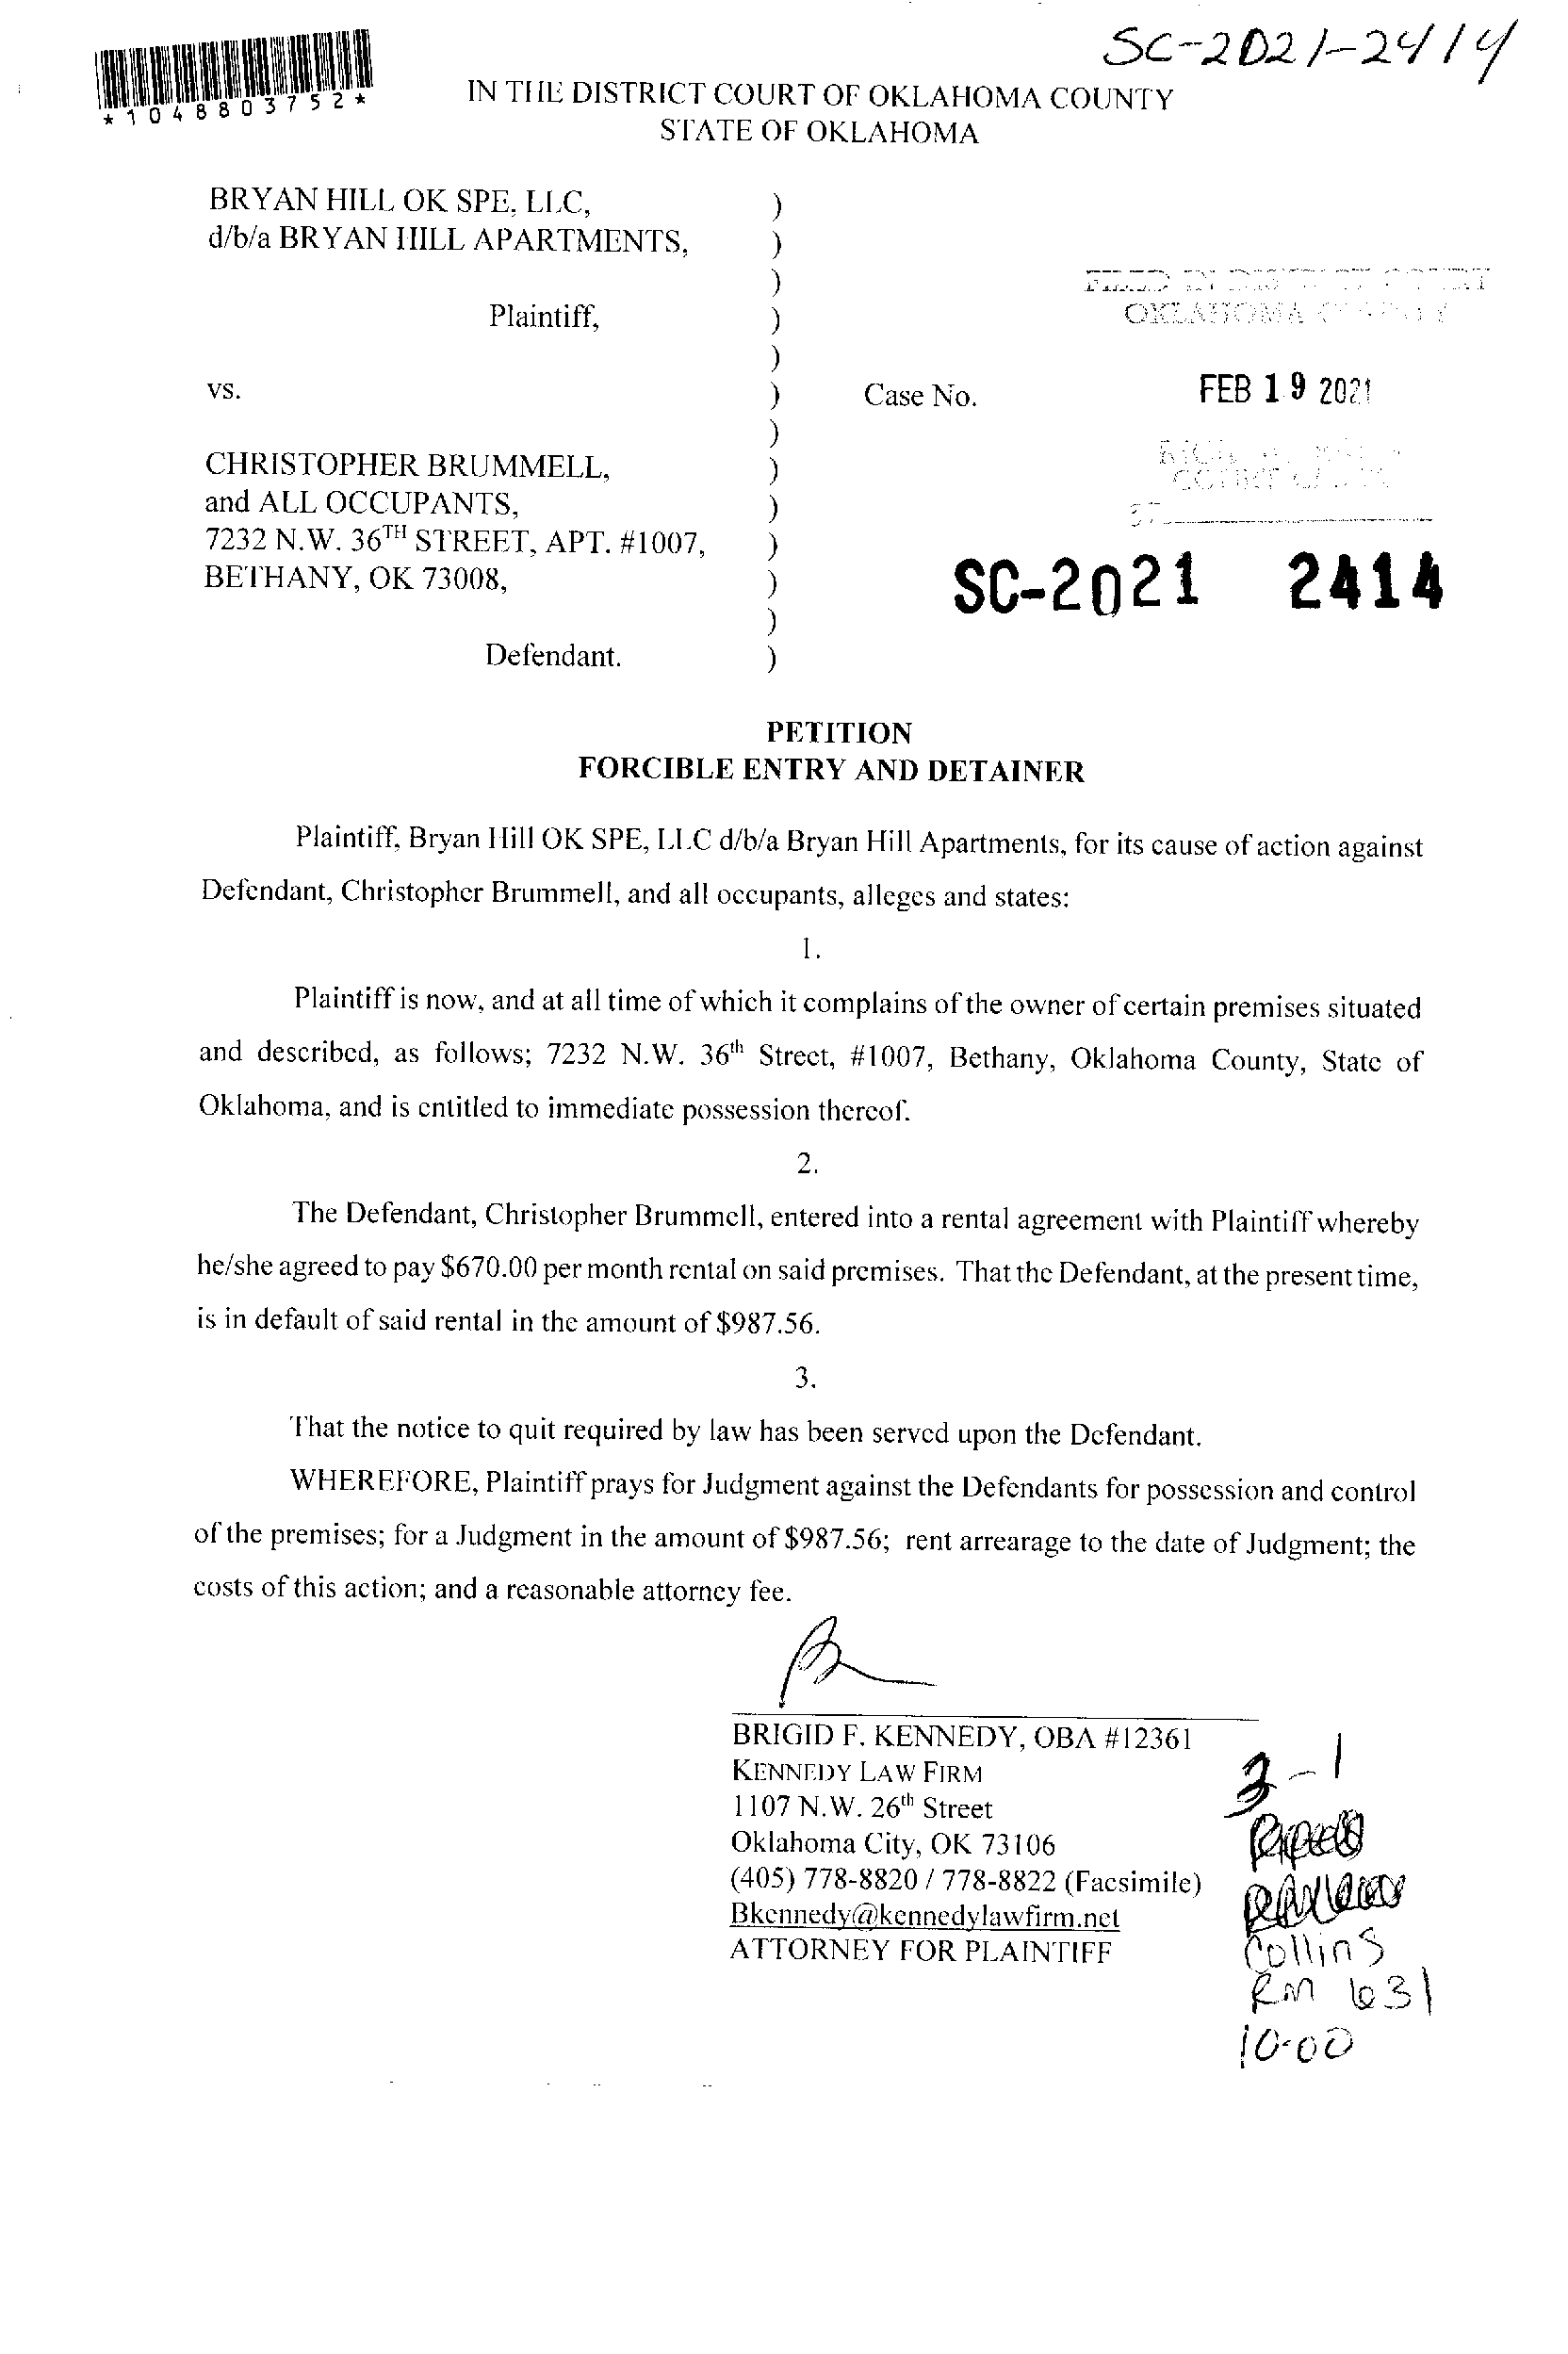 SC-2021-2414
*1048803752*
IN THE DISTRICT COURT OF OKLAHOMA COUNTY
STATE OF OKLAHOMA
BRYAN HILL OK SPE, LLC, )
d/b/a BRYAN HILL APARTMENTS, )
)
FILED IN DISTRICT COURT
Plaintiff, )
OKLAHOMA COUNTY
)
vs. ) Case No. FEB 19 2021
)
CHRISTOPHER BRUMMELL, )
COURT CLERK
and ALL OCCUPANTS, )
7232 N.W. 36TH STREET, APT. #1007, )
BETHANY, OK 73008, ) SC-2021 2414
)
Defendant. )
PETITION
FORCIBLE ENTRY AND DETAINER
Plaintiff, Bryan Hill OK SPE, LLC d/b/a Bryan Hill Apartments, for its cause of action against
Defendant, Christopher Brummell, and all occupants, alleges and states:
1.
Plaintiff is now, and at all time of which it complains of the owner of certain premises situated
and described, as follows; 7232 N.W. 36th Street, #1007, Bethany, Oklahoma County, State of
Oklahoma, and is entitled to immediate possession thereof.
2.
The Defendant, Christopher Brummell, entered into a rental agreement with Plaintiff whereby
he/she agreed to pay $670.00 per month rental on said premises. That the Defendant, at the present time,
is in default of said rental in the amount of $987.56.
3.
That the notice to quit required by law has been served upon the Defendant.
WHEREFORE, Plaintiff prays for Judgment against the Defendants for possession and control
of the premises; for a Judgment in the amount of $987.56; rent arrearage to the date of Judgment; the
costs of this action; and a reasonable attorney fee.
BRIGID F. KENNEDY, OBA #12361
KENNEDY LAW FIRM
1107 N.W. 26th Street
Oklahoma City, OK 73106
(405) 778-8820 / 778-8822 (Facsimile)
Bkennedy@kennedylawfirm.net
ATTORNEY FOR PLAINTIFF
3-1
Collins
Rm 631
10:00